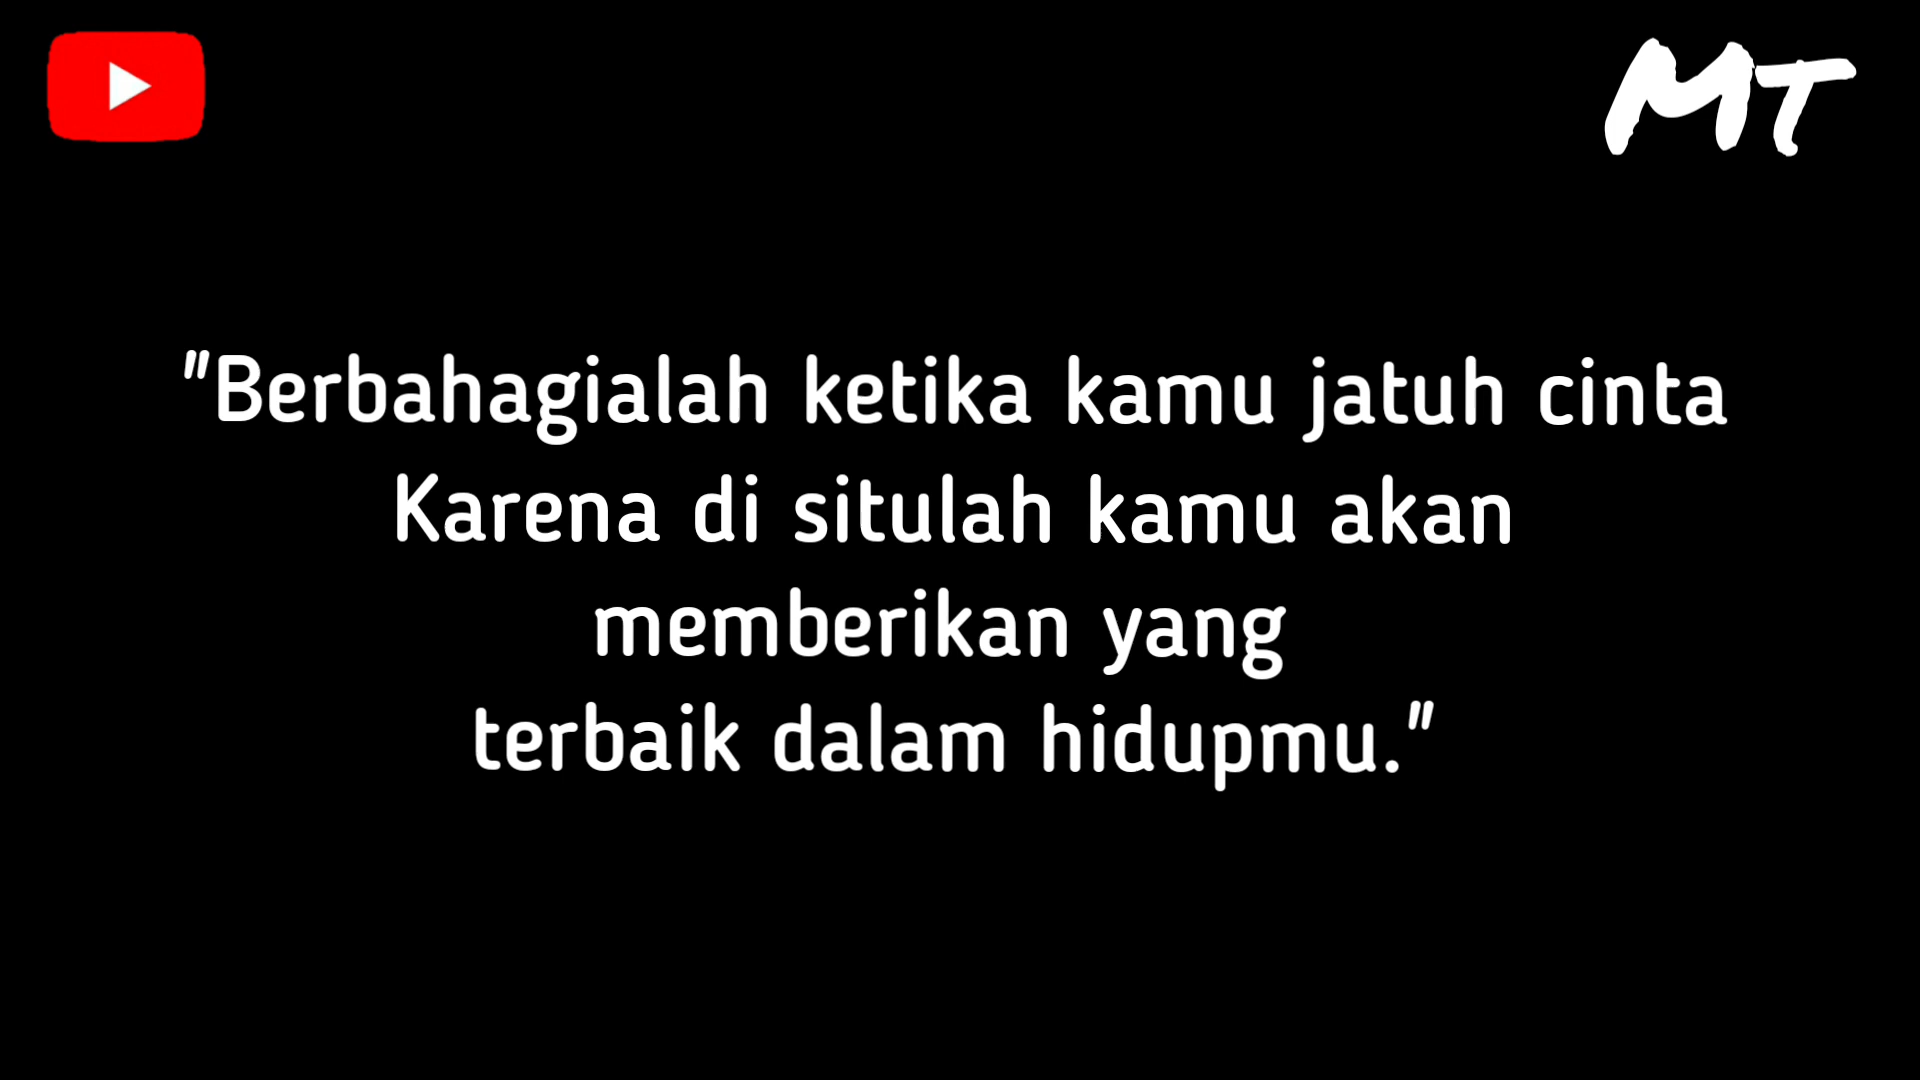 MT
"Berbahagialah ketika kamu jatuh cinta
Karena di situlah kamu akan
memberikan yang
terbaik dalam hidupmu."